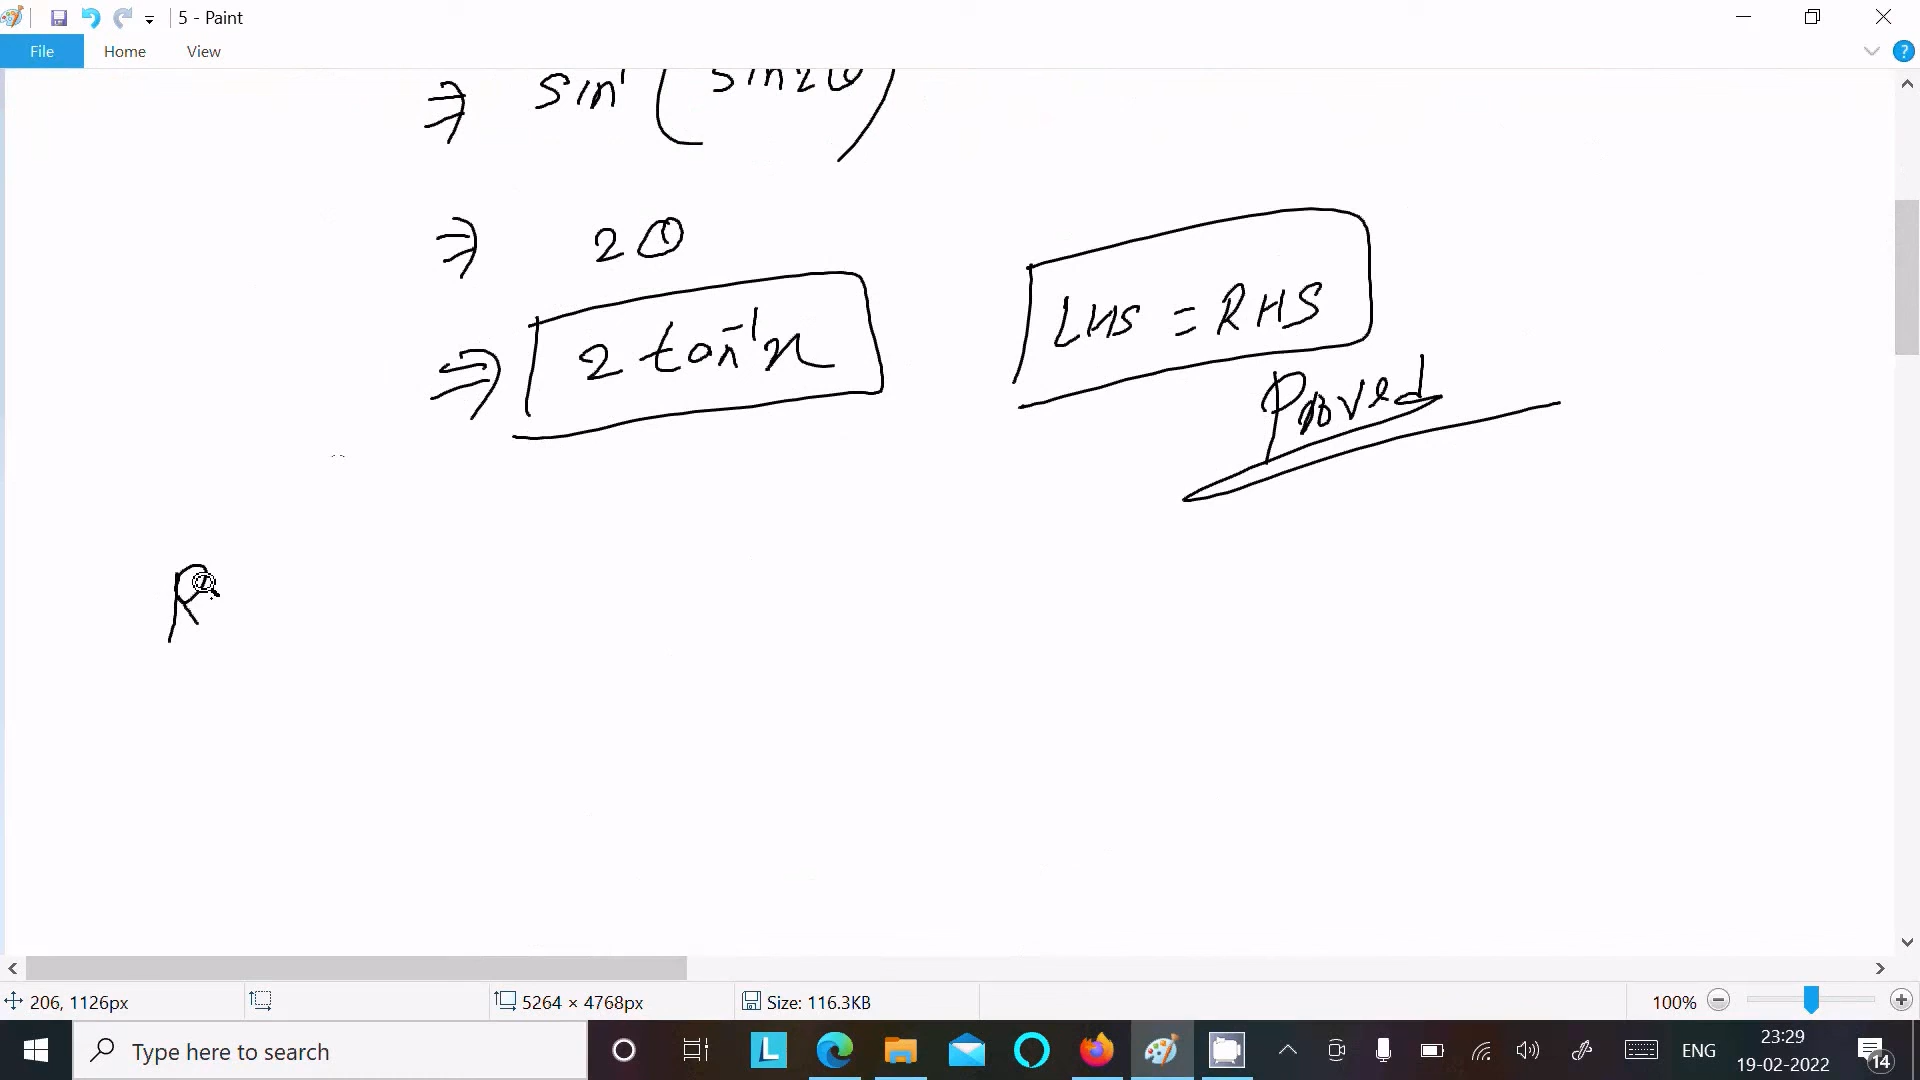 5 - Paint
File Home View
⇒ sin⁻¹ ( sin2θ )
⇒ 2θ
⇒ 2 tan⁻¹x
LHS = RHS
Proved
R
206, 1126px 5264 × 4768px Size: 116.3KB 100%
Type here to search
L
ENG
23:29
19-02-2022
14